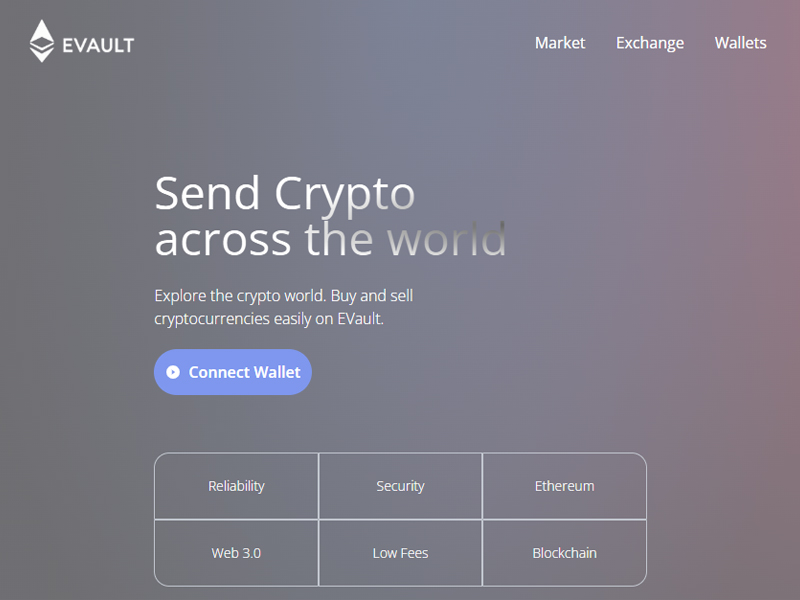 EVAULT
Market Exchange Wallets
Send Crypto
across the world
Explore the crypto world. Buy and sell
cryptocurrencies easily on EVault.
Connect Wallet
Reliability Security Ethereum
Web 3.0 Low Fees Blockchain